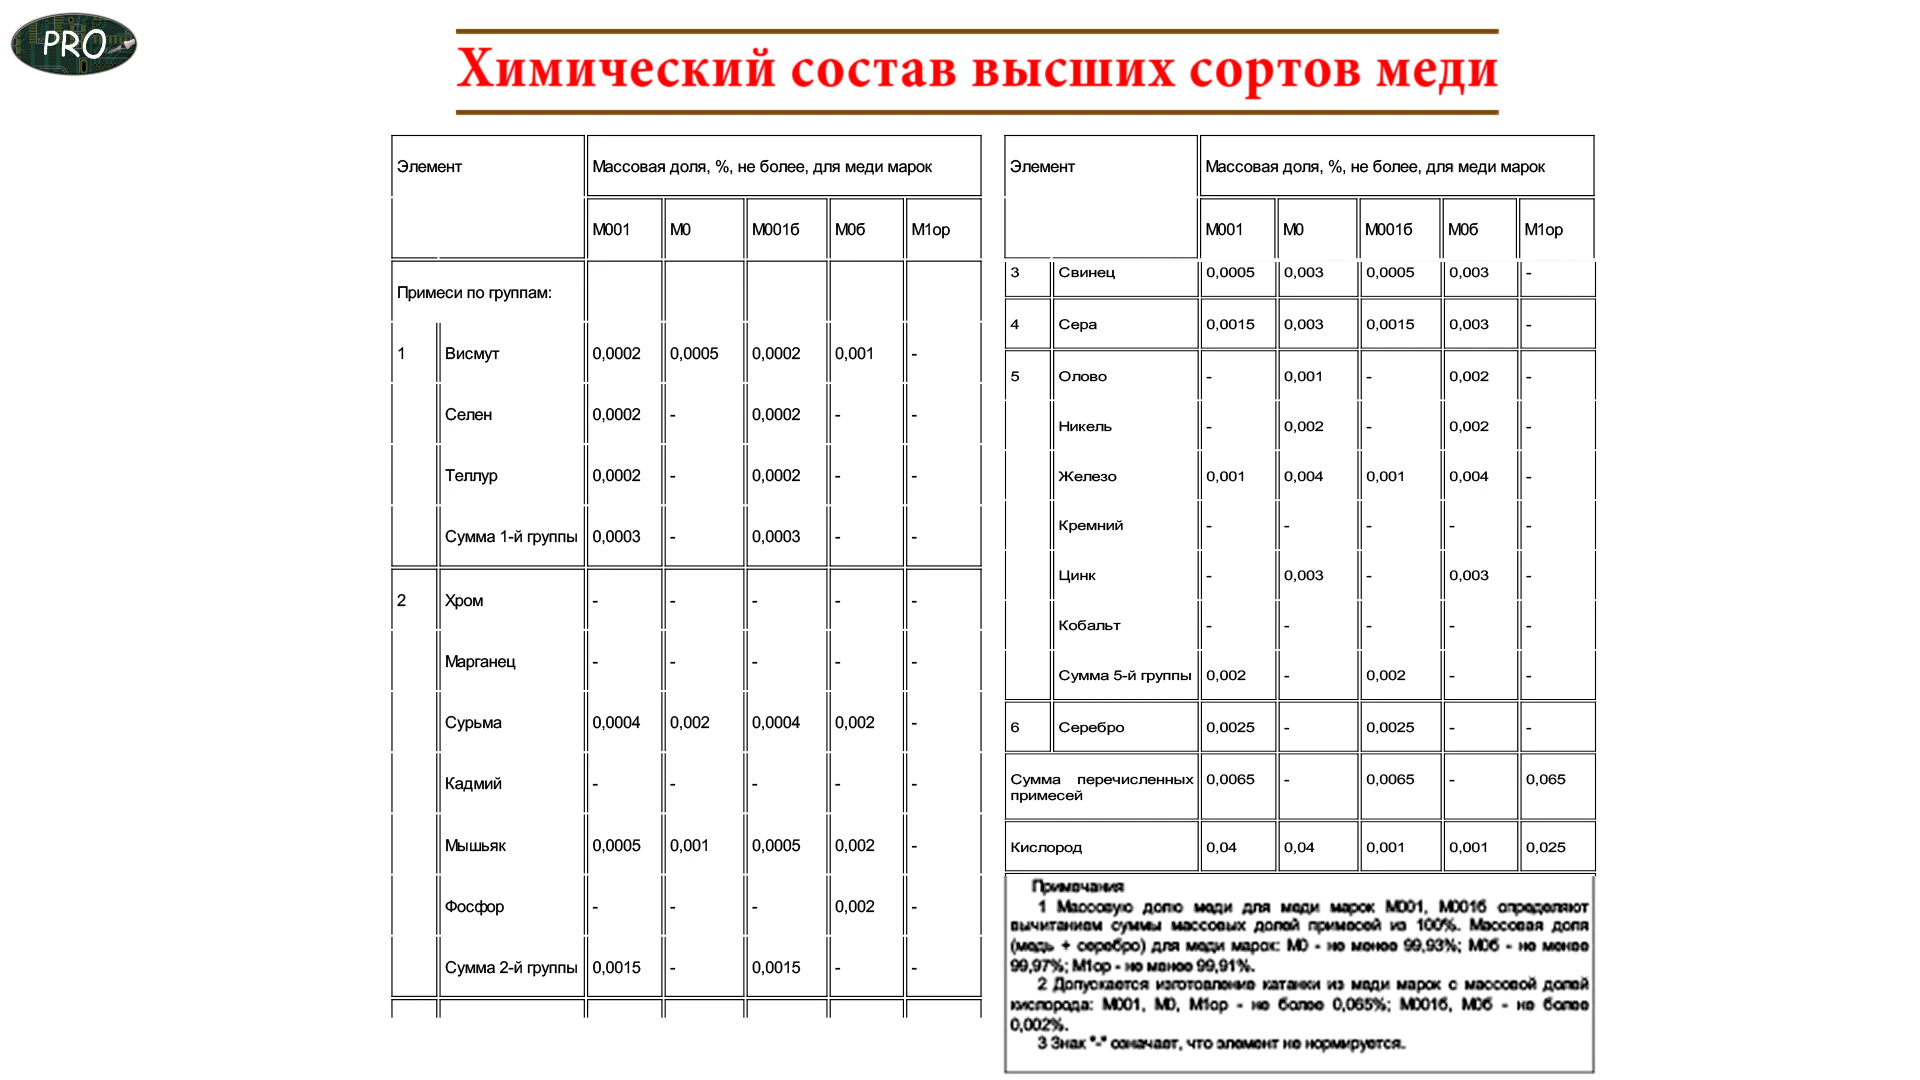 PRO
Химический состав высших сортов меди
Элемент Массовая доля, %, не более, для меди марок
М001 М0 М001б М0б М1ор
Примеси по группам:
1 Висмут 0,0002 0,0005 0,0002 0,001 -
Селен 0,0002 - 0,0002 - -
Теллур 0,0002 - 0,0002 - -
Сумма 1-й группы 0,0003 - 0,0003 - -
2 Хром - - - - -
Марганец - - - - -
Сурьма 0,0004 0,002 0,0004 0,002 -
Кадмий - - - - -
Мышьяк 0,0005 0,001 0,0005 0,002 -
Фосфор - - - 0,002 -
Сумма 2-й группы 0,0015 - 0,0015 - -
Элемент Массовая доля, %, не более, для меди марок
М001 М0 М001б М0б М1ор
3 Свинец 0,0005 0,003 0,0005 0,003 -
4 Сера 0,0015 0,003 0,0015 0,003 -
5 Олово - 0,001 - 0,002 -
Никель - 0,002 - 0,002 -
Железо 0,001 0,004 0,001 0,004 -
Кремний - - - - -
Цинк - 0,003 - 0,003 -
Кобальт - - - - -
Сумма 5-й группы 0,002 - 0,002 - -
6 Серебро 0,0025 - 0,0025 - -
Сумма перечисленных 0,0065 - 0,0065 - 0,065
примесей
Кислород 0,04 0,04 0,001 0,001 0,025
Примечания
1 Массовую долю меди для меди марок М001, М001б определяют
вычитанием суммы массовых долей примесей из 100%. Массовая доля
(медь + серебро) для меди марок: М0 - не менее 99,93%; М0б - не менее
99,97%; М1ор - не менее 99,91%.
2 Допускается изготовление катанки из меди марок с массовой долей
кислорода: М001, М0, М1ор - не более 0,065%; М001б, М0б - не более
0,002%.
3 Знак "-" означает, что элемент не нормируется.